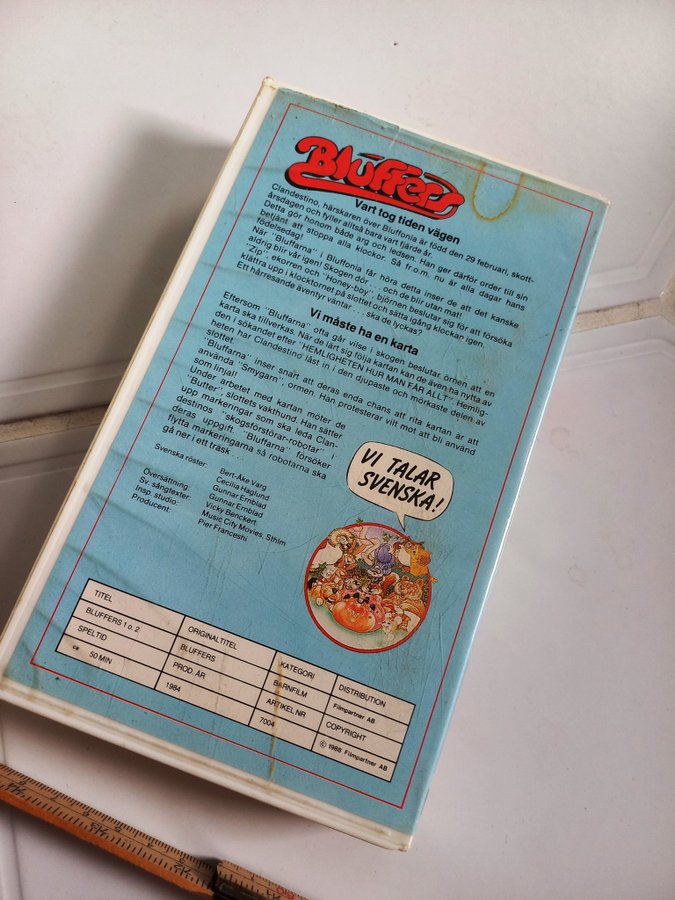 Bluffers
Vart tog tiden vägen
Clandestino, härskaren över Bluffonia är född den 29 februari, skott-
årsdagen och fyller alltså bara vart fjärde år.
Detta gör honom både arg och ledsen. Han ger därför order till sin
betjänt att stoppa alla klockor. Så fr.o.m. nu är alla dagar hans
födelsedag!
När "Bluffarna" i Bluffonia får höra detta inser de att det kanske
aldrig blir vår igen! Skogen dör . . . och de blir utan mat!
"Zip", ekorren och "Honey-boy", björnen beslutar sig för att försöka
klättra upp i klocktornet på slottet och sätta igång klockan igen.
Ett hårresande äventyr väntar . . . ska de lyckas?
Vi måste ha en karta
Eftersom "Bluffarna" ofta går vilse i skogen beslutar örnen att en
karta ska tillverkas. När de lärt sig följa kartan kan de även ha nytta av
den i sökandet efter "HEMLIGHETEN HUR MAN FÅR ALLT". Hemlig-
heten har Clandestino låst in i den djupaste och mörkaste delen av
slottet.
"Bluffarna" inser snart att deras enda chans att rita kartan är att
använda "Smygarn", ormen. Han protesterar vilt mot att bli använd
som linjal!
Under arbetet med kartan möter de
"Butter" slottets vakthund. Han sätter
upp markeringar som ska leda Clan-
destinos "skogsförstörar-robotar" i
deras uppgift. "Bluffarna" försöker
flytta markeringarna så robotarna ska
gå ner i ett träsk . . .
VI TALAR
SVENSKA!
Svenska röster: Bert-Åke Varg
Cecilia Haglund
Gunnar Ernblad
Översättning: Gunnar Ernblad
Sv. sångtexter: Vicky Benckert
Insp. studio: Music City Movies, Sthlm
Producent: Pier Franceshi
TITEL
BLUFFERS 1 o. 2
ORIGINALTITEL
BLUFFERS
KATEGORI
BARNFILM
DISTRIBUTION
Filmpartner AB
SPELTID
ca 50 MIN
PROD. ÅR
1984
ARTIKEL NR
7004
COPYRIGHT
© 1986 Filmpartner AB